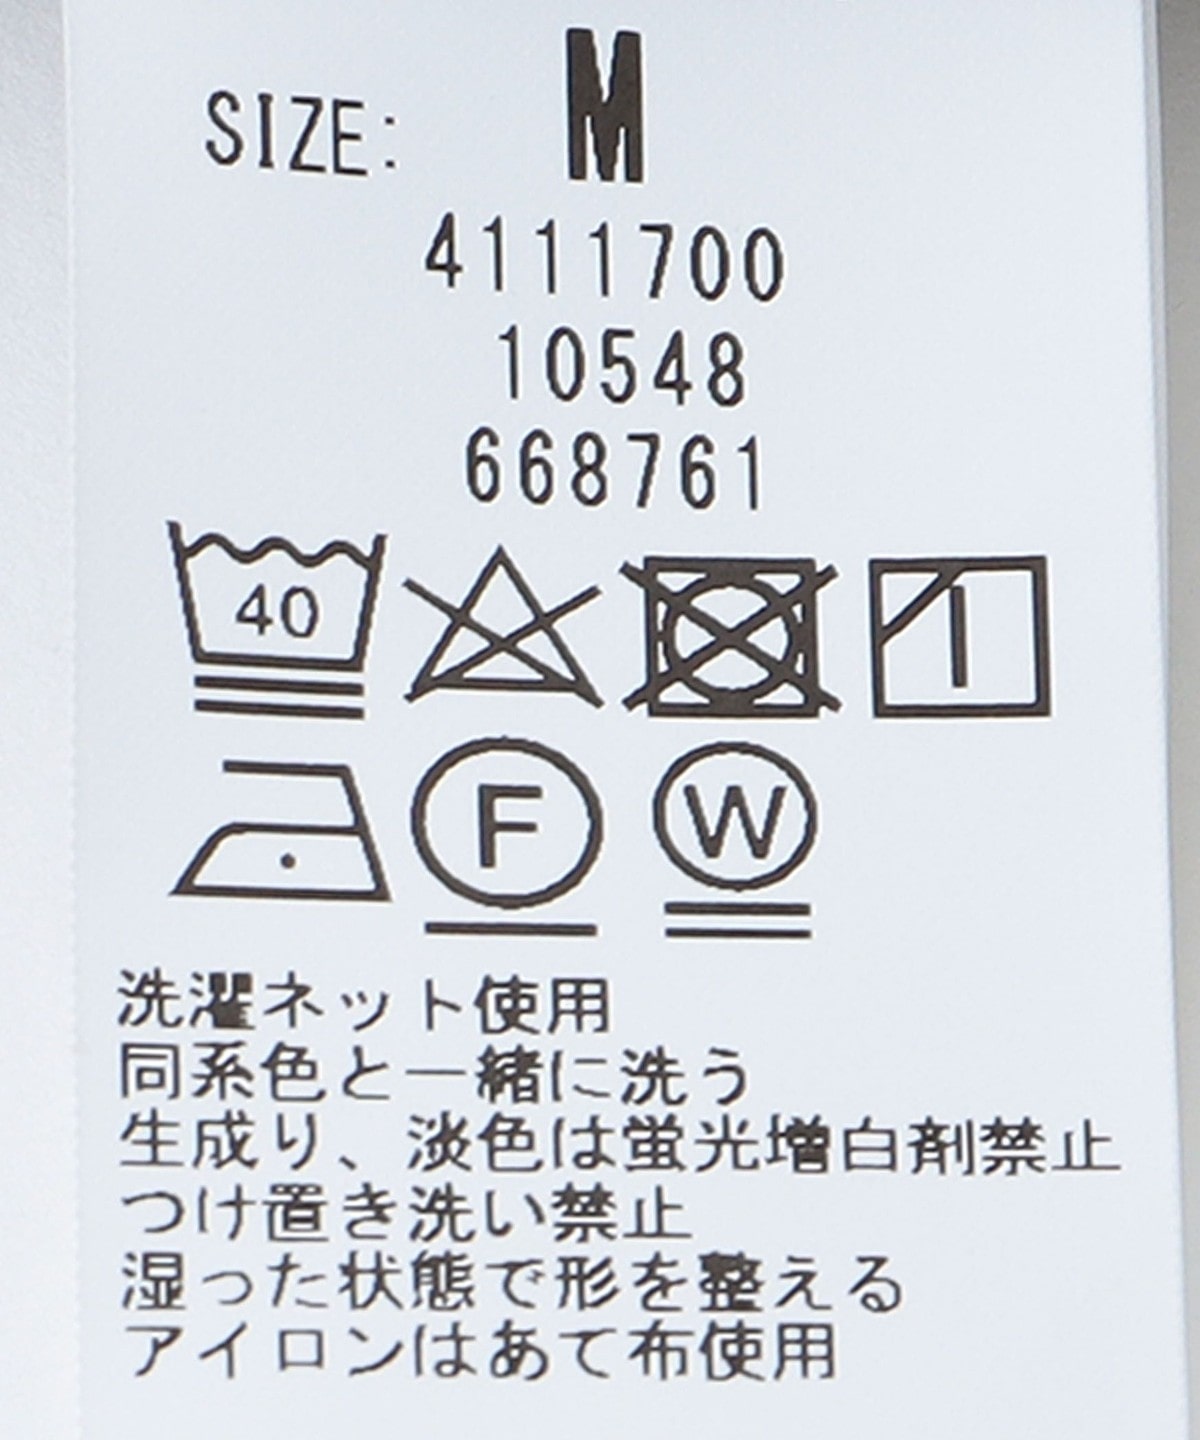 SIZE: M
4111700
10548
668761
40
F W
洗濯ネット使用
同系色と一緒に洗う
生成り、淡色は蛍光増白剤禁止
つけ置き洗い禁止
湿った状態で形を整える
アイロンはあて布使用